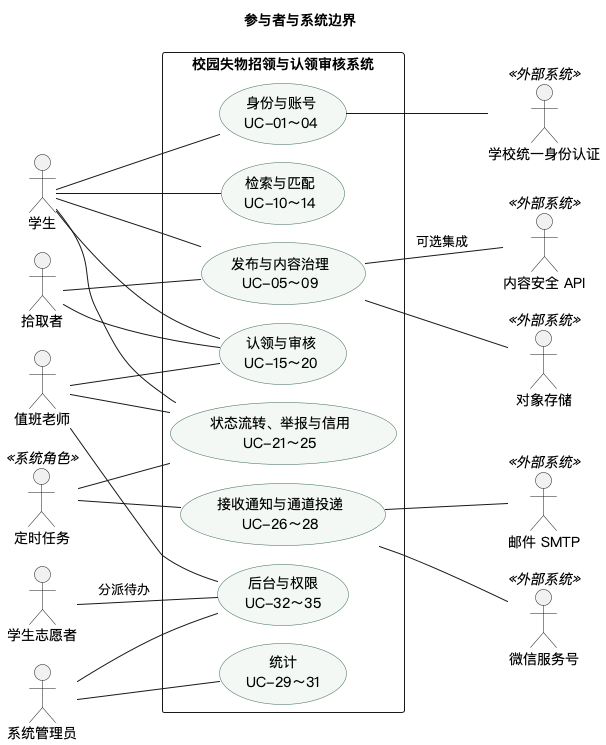 参与者与系统边界
校园失物招领与认领审核系统
身份与账号
UC-01～04
检索与匹配
UC-10～14
发布与内容治理
UC-05～09
认领与审核
UC-15～20
状态流转、举报与信用
UC-21～25
接收通知与通道投递
UC-26～28
后台与权限
UC-32～35
统计
UC-29～31
学生
拾取者
值班老师
«系统角色»
定时任务
学生志愿者
系统管理员
分派待办
可选集成
«外部系统»
学校统一身份认证
«外部系统»
内容安全 API
«外部系统»
对象存储
«外部系统»
邮件 SMTP
«外部系统»
微信服务号